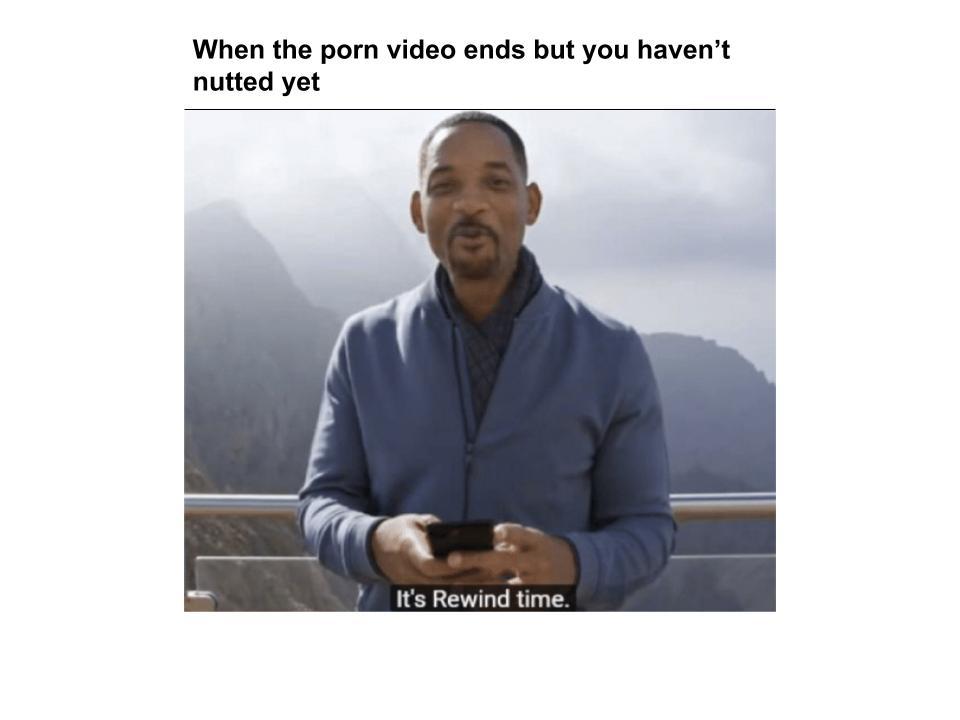 When the porn video ends but you haven’t
nutted yet
It's Rewind time.